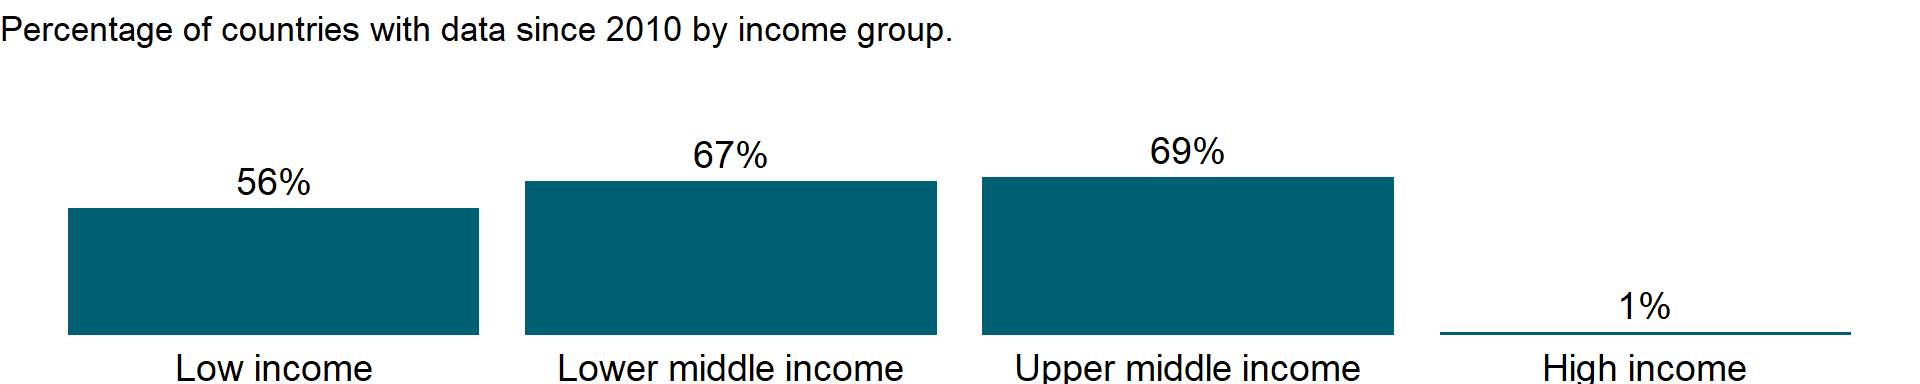 Percentage of countries with data since 2010 by income group.
56%
67%
69%
1%
Low income
Lower middle income
Upper middle income
High income